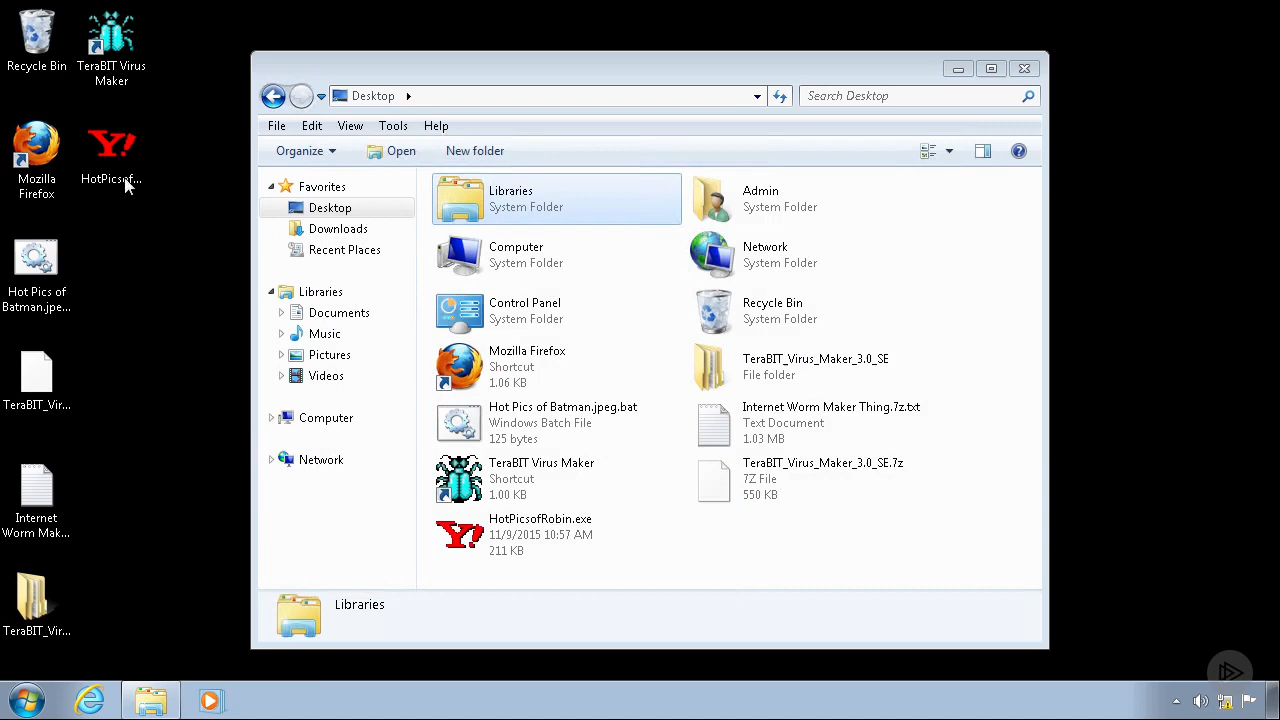 Recycle Bin
TeraBIT Virus
Maker
Mozilla
Firefox
Y!
HotPicsof...
Hot Pics of
Batman.jpe...
TeraBIT_Vir...
Internet
Worm Mak...
TeraBIT_Vir...
Desktop
Search Desktop
File Edit View Tools Help
Organize Open New folder
Favorites
Desktop
Downloads
Recent Places
Libraries
Documents
Music
Pictures
Videos
Computer
Network
Libraries
System Folder
Admin
System Folder
Computer
System Folder
Network
System Folder
Control Panel
System Folder
Recycle Bin
System Folder
Mozilla Firefox
Shortcut
1.06 KB
TeraBIT_Virus_Maker_3.0_SE
File folder
Hot Pics of Batman.jpeg.bat
Windows Batch File
125 bytes
Internet Worm Maker Thing.7z.txt
Text Document
1.03 MB
TeraBIT Virus Maker
Shortcut
1.00 KB
TeraBIT_Virus_Maker_3.0_SE.7z
7Z File
550 KB
Y!
HotPicsofRobin.exe
11/9/2015 10:57 AM
211 KB
Libraries